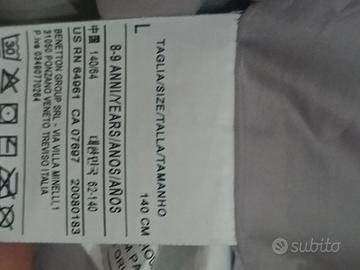 L
TAGLIA/SIZE/TALLA/TAMANHO
140 CM
8-9 ANNI/YEARS/ANOS/AÑOS
中国 140/64
대한민국 62-140
US RN 64961 CA 07697 20080183
BENETTON GROUP SRL - VIA VILLA MINELLI, 1
31050 PONZANO VENETO TREVISO ITALIA
P.iva 03490770264
30
subito